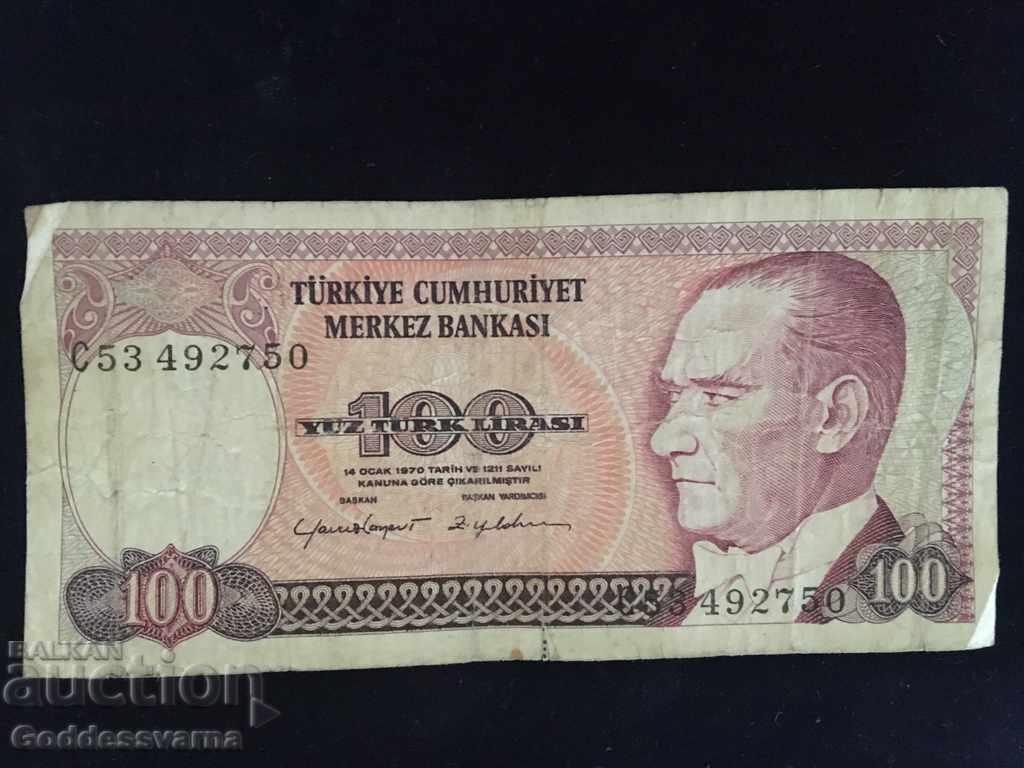 TÜRKİYE CUMHURİYET
MERKEZ BANKASI
C53 492750
100
YÜZ TÜRK LİRASI
14 OCAK 1970 TARİH VE 1211 SAYILI
KANUNA GÖRE ÇIKARILMIŞTIR
BAŞKAN BAŞKAN YARDIMCISI
100
C53 492750
100
BALKAN
auction
Goddessvarna